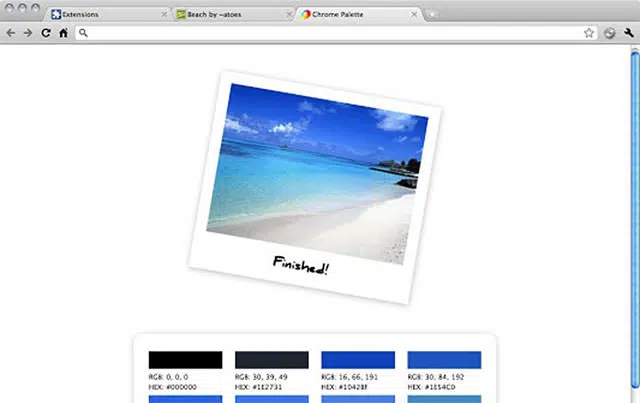 Extensions
Beach by ~atoes
Chrome Palette
Finished!
RGB: 0, 0, 0
HEX: #000000
RGB: 30, 39, 49
HEX: #1E2731
RGB: 16, 66, 191
HEX: #1042BF
RGB: 30, 84, 192
HEX: #1E54C0